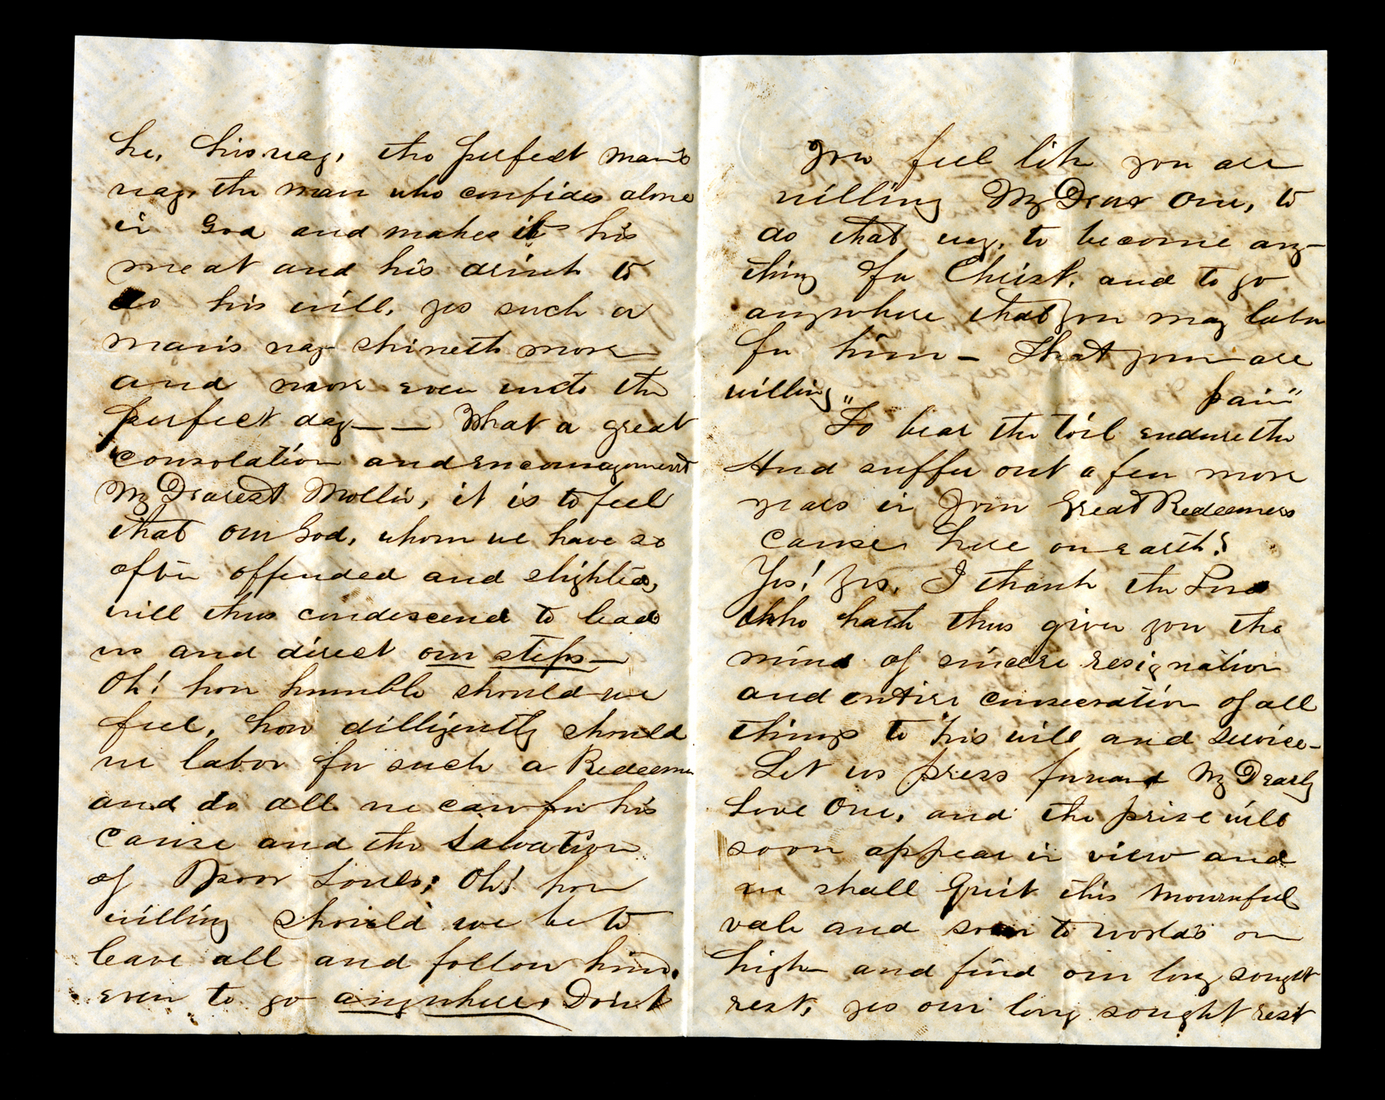 he, his way, the perfect man's
way, the man who confides alone
in God and makes it his
meat and his drink to
do his will, yes such a
man's way shineth more
and more even unto the
perfect day — — What a great
consolation and encouragement
My Dearest Mollie, it is to feel
that our God, whom we have so
often offended and slighted,
will thus condescend to lead
us and direct our steps —
Oh! how humble should we
feel, how dilligently should
we labor for such a Redeemer
and do all we can for his
cause and the Salvation
of Poor Souls; Oh! how
willing should we be to
leave all and follow him,
even to go anywhere, Don't
you feel like you are
willing My Dear One, to
do that way, to become any-
thing for Christ, and to go
anywhere that you may labor
for him — That you are
willing pain"
"To bear the toil endure the
And suffer out a few more
years in your Great Redeemers
cause here on earth?
Yes! Yes, I thank the Lord
Who hath thus given you the
mind of sincere resignation
and entire consecration of all
things to his will and service —
Let us press forward My Dearly
Love One, and the prise will
soon appear in view and
we shall Quit this Mournful
vale and soar to worlds on
high and find our long sought
rest, yes our long sought rest